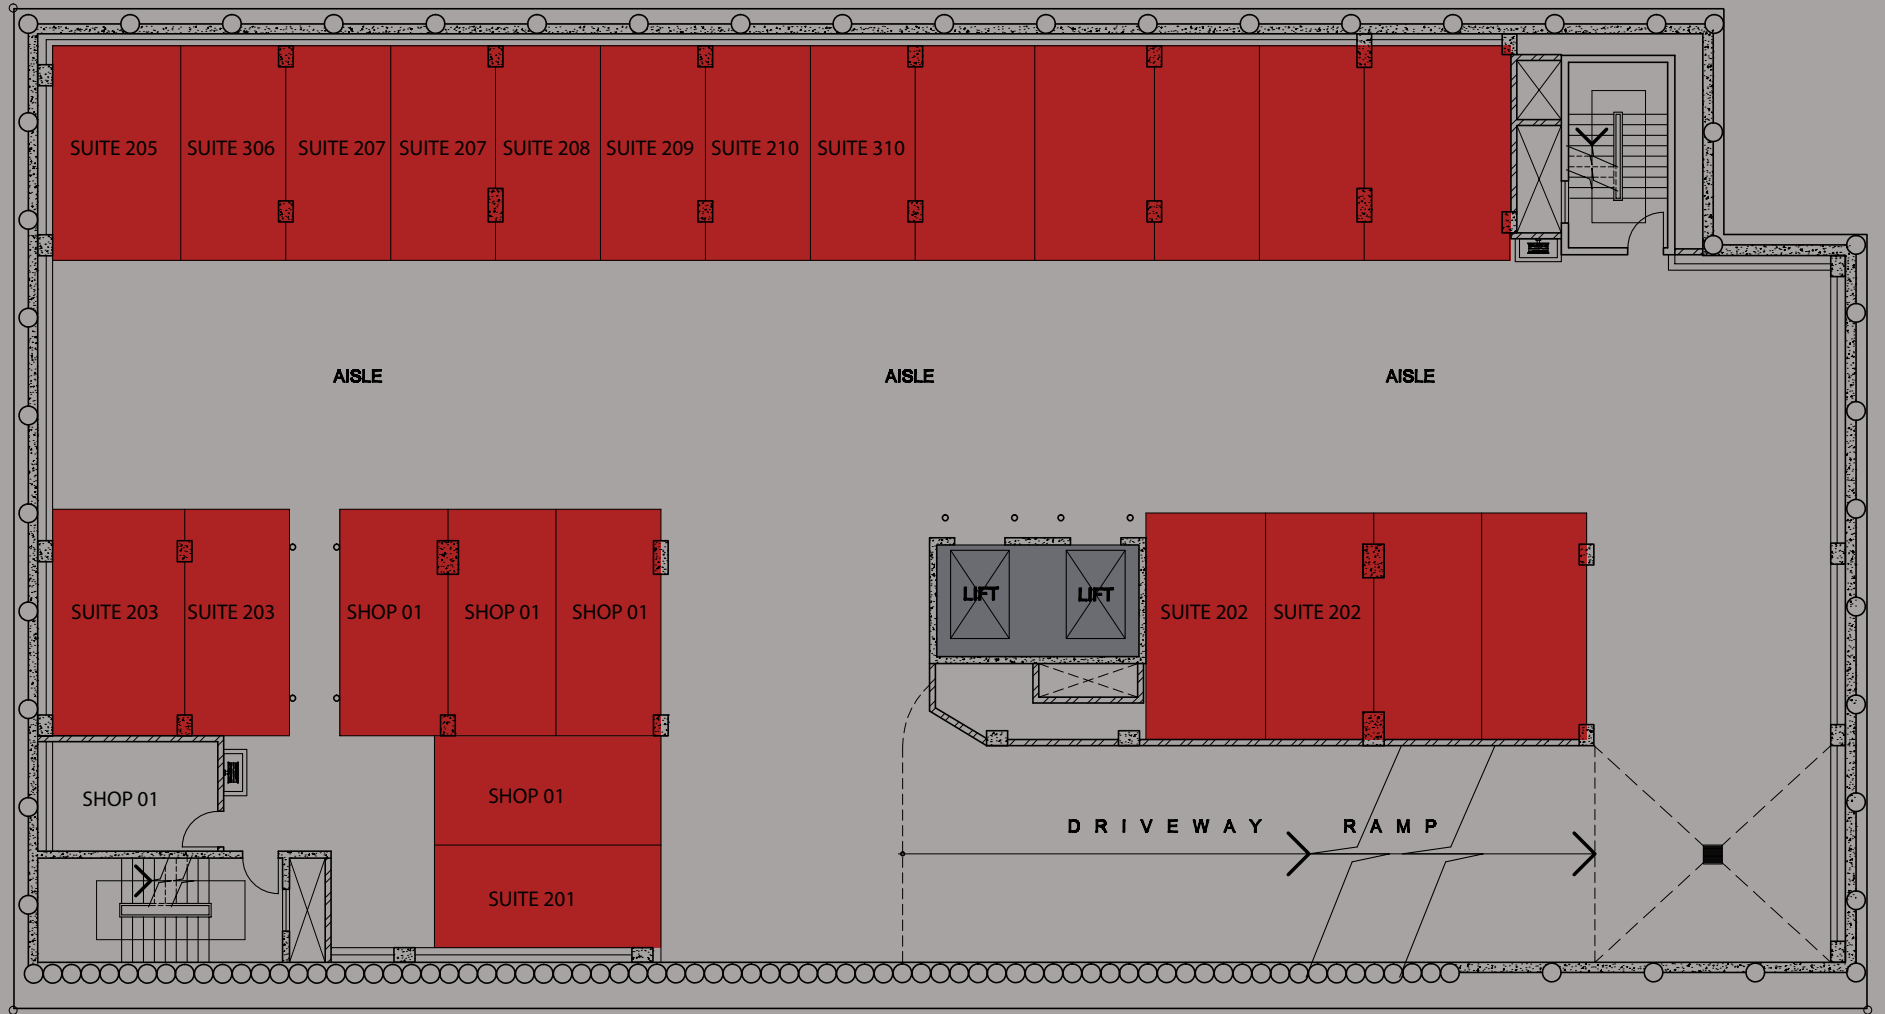 SUITE 205
SUITE 306
SUITE 207
SUITE 207
SUITE 208
SUITE 209
SUITE 210
SUITE 310
AISLE
AISLE
AISLE
SUITE 203
SUITE 203
SHOP 01
SHOP 01
SHOP 01
LIFT
LIFT
SUITE 202
SUITE 202
SHOP 01
SHOP 01
DRIVEWAY RAMP
SUITE 201